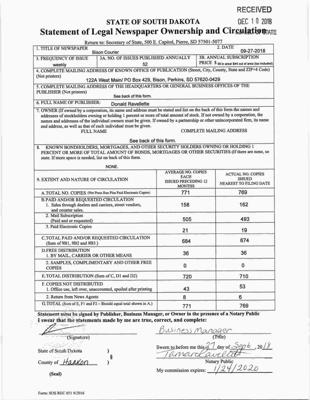 RECEIVED
DEC 10 2018
STATE OF SOUTH DAKOTA
Statement of Legal Newspaper Ownership and Circulation
Return to: Secretary of State, 500 E. Capitol, Pierre, SD 57501-5077
1. TITLE OF NEWSPAPER
Bison Courier
2. DATE
09-27-2018
3. FREQUENCY OF ISSUE
weekly
3A. NO. OF ISSUES PUBLISHED ANNUALLY
52
3B. ANNUAL SUBSCRIPTION
PRICE $
4. COMPLETE MAILING ADDRESS OF KNOWN OFFICE OF PUBLICATION (Street, City, County, State and ZIP+4 Code)
(Not printers)
122A West Main/ PO Box 429, Bison, Perkins, SD 57620-0429
5. COMPLETE MAILING ADDRESS OF THE HEADQUARTERS OR GENERAL BUSINESS OFFICES OF THE
PUBLISHER (Not printers)
See back of this form.
6. FULL NAME OF PUBLISHER:
Donald Ravellette
7. OWNER (If owned by a corporation, its name and address must be stated and list on the back of this form the names and
addresses of stockholders owning or holding 1 percent or more of total amount of stock. If not owned by a corporation, the
names and addresses of the individual owners must be given. If owned by a partnership or other unincorporated firm, its name
and address, as well as that of each individual must be given.
FULL NAME
COMPLETE MAILING ADDRESS
See back of this form.
8. KNOWN BONDHOLDERS, MORTGAGES, AND OTHER SECURITY HOLDERS OWNING OR HOLDING 1
PERCENT OR MORE OF TOTAL AMOUNT OF BONDS, MORTGAGES OR OTHER SECURITIES (If there are none, so
state. If more space is needed, list on back of this form.
NONE.
9. EXTENT AND NATURE OF CIRCULATION
AVERAGE NO. COPIES
EACH
ISSUED PRECEDING 12
MONTHS
ACTUAL NO. COPIES
ISSUED
NEAREST TO FILING DATE
A. TOTAL NO. COPIES (Net Press Run Plus Paid Electronic Copies)
771
769
B. PAID AND/OR REQUESTED CIRCULATION
1. Sales through dealers and carriers, street vendors,
and counter sales.
158
162
2. Mail Subscription
(Paid and or requested)
505
493
3. Paid Electronic Copies
21
19
C. TOTAL PAID AND/OR REQUESTED CIRCULATION
(Sum of 9B1, 9B2 and 9B3.)
684
674
D. FREE DISTRIBUTION
1. BY MAIL, CARRIER OR OTHER MEANS
36
36
2. SAMPLES, COMPLIMENTARY AND OTHER FREE
COPIES
0
0
E. TOTAL DISTRIBUTION (Sum of C, D1 and D2)
720
710
F. COPIES NOT DISTRIBUTED
1. Office use, left over, unaccounted, spoiled after printing
43
53
2. Return from News Agents
8
6
G. TOTAL (Sum of E, F1 and F2 - Should equal total shown in A.)
771
769
Statement must be signed by Publisher, Business Manager, or Owner in the presence of a Notary Public
I swear that the statements made by me are true, correct, and complete:
Business Manager
(Signature)
(Title)
State of South Dakota
Sworn to before me this 27 day of Sept, 2018
County of Haakon
Notary Public
(Seal)
My commission expires: 1/24/2020
Form: SOS REC 051 9/2016